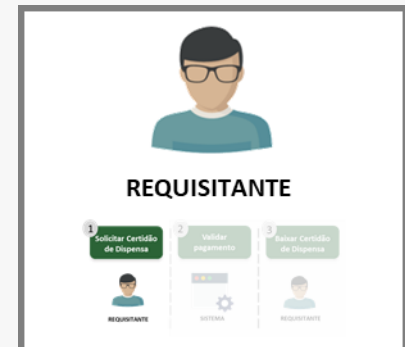 REQUISITANTE
1
Solicitar Certidão
de Dispensa
2
Validar
pagamento
3
Baixar Certidão
de Dispensa
REQUISITANTE
SISTEMA
REQUISITANTE